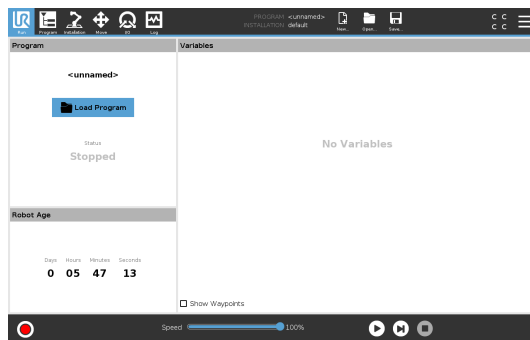 UR
Run
Program
Installation
Move
I/O
Log
PROGRAM <unnamed>
INSTALLATION default
New...
Open...
Save...
C C
C C
Program
<unnamed>
Load Program
Status
Stopped
Variables
No Variables
Robot Age
Days Hours Minutes Seconds
0 05 47 13
Show Waypoints
Speed 100%